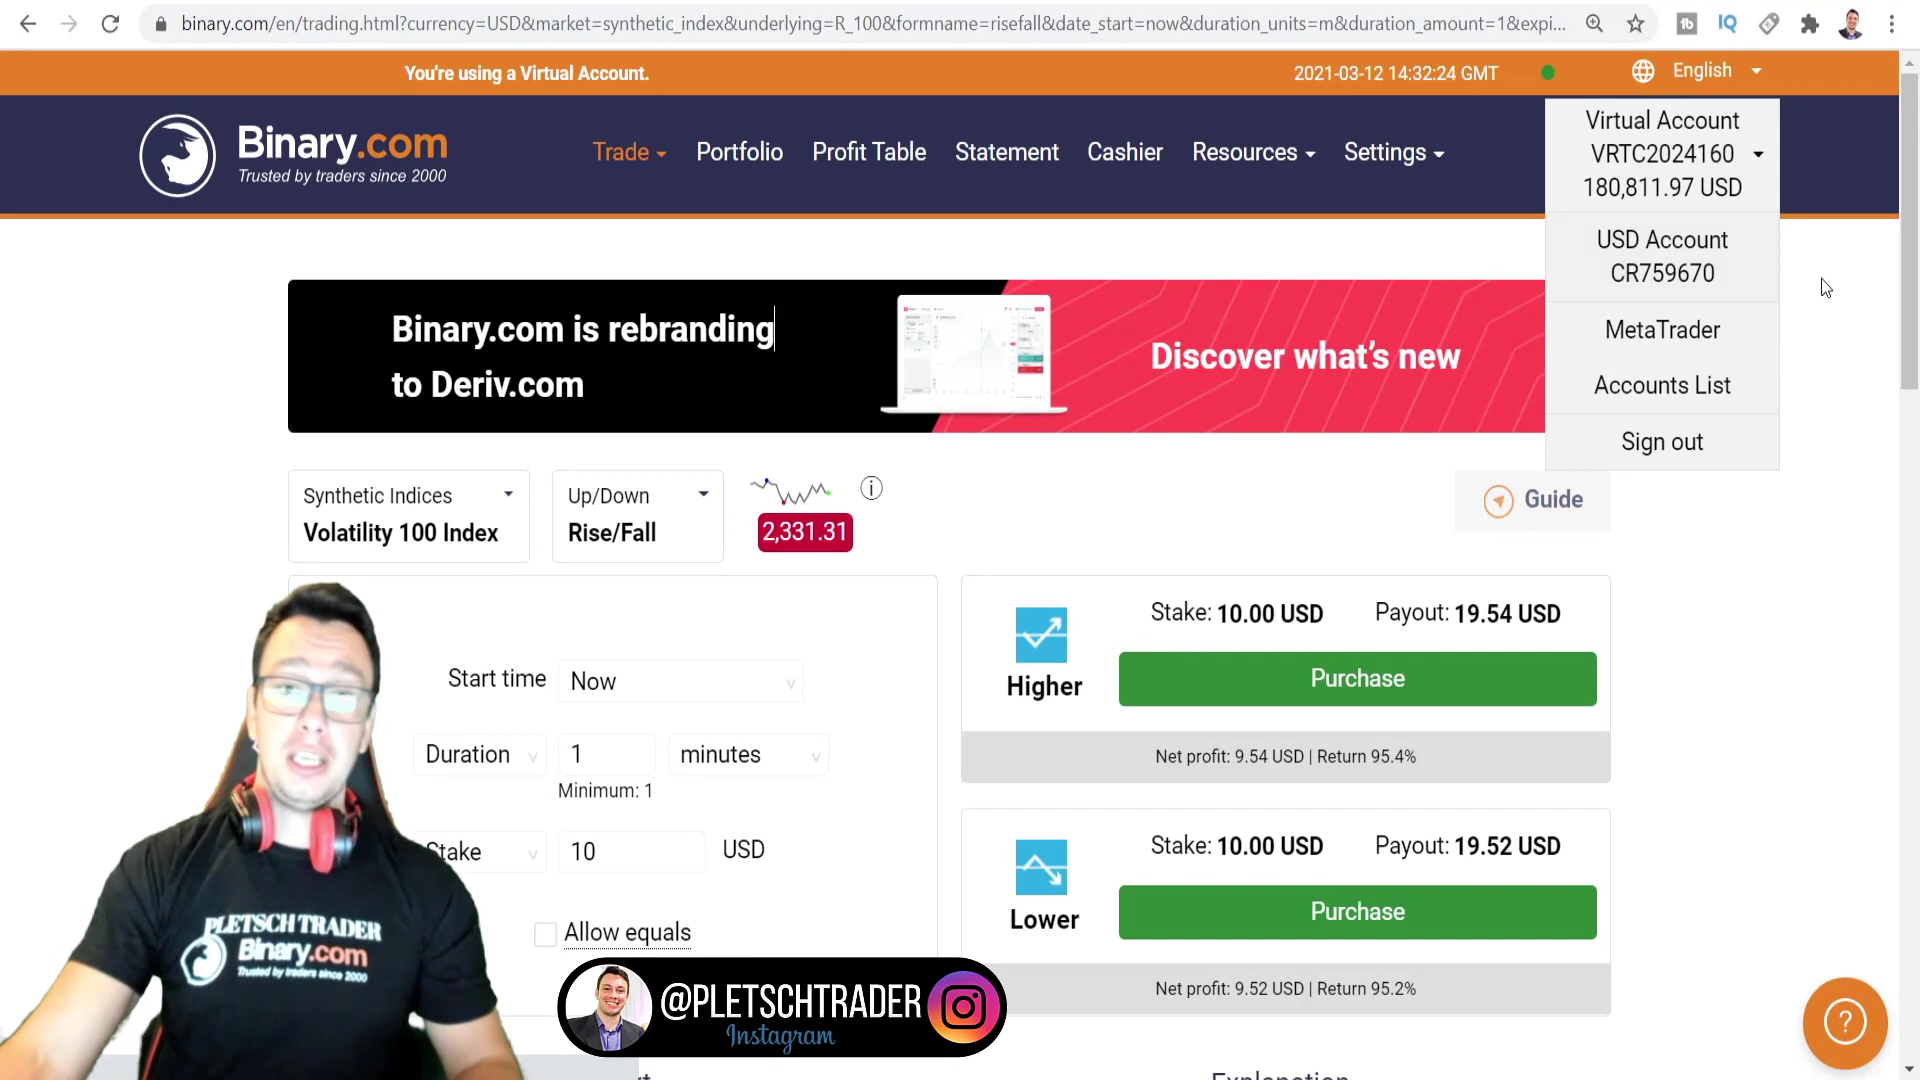 binary.com/en/trading.html?currency=USD&market=synthetic_index&underlying=R_100&formname=risefall&date_start=now&duration_units=m&duration_amount=1&expi...
You're using a Virtual Account.
2021-03-12 14:32:24 GMT
English
Binary.com
Trusted by traders since 2000
Trade
Portfolio
Profit Table
Statement
Cashier
Resources
Settings
Virtual Account
VRTC2024160
180,811.97 USD
USD Account
CR759670
MetaTrader
Accounts List
Sign out
Binary.com is rebranding
to Deriv.com
Discover what's new
Synthetic Indices
Volatility 100 Index
Up/Down
Rise/Fall
2,331.31
Guide
Start time
Now
Duration
1
minutes
Minimum: 1
Stake
10
USD
Allow equals
Higher
Stake: 10.00 USD
Payout: 19.54 USD
Purchase
Net profit: 9.54 USD | Return 95.4%
Lower
Stake: 10.00 USD
Payout: 19.52 USD
Purchase
Net profit: 9.52 USD | Return 95.2%
PLETSCH TRADER
Binary.com
Trusted by traders since 2000
@PLETSCHTRADER
Instagram